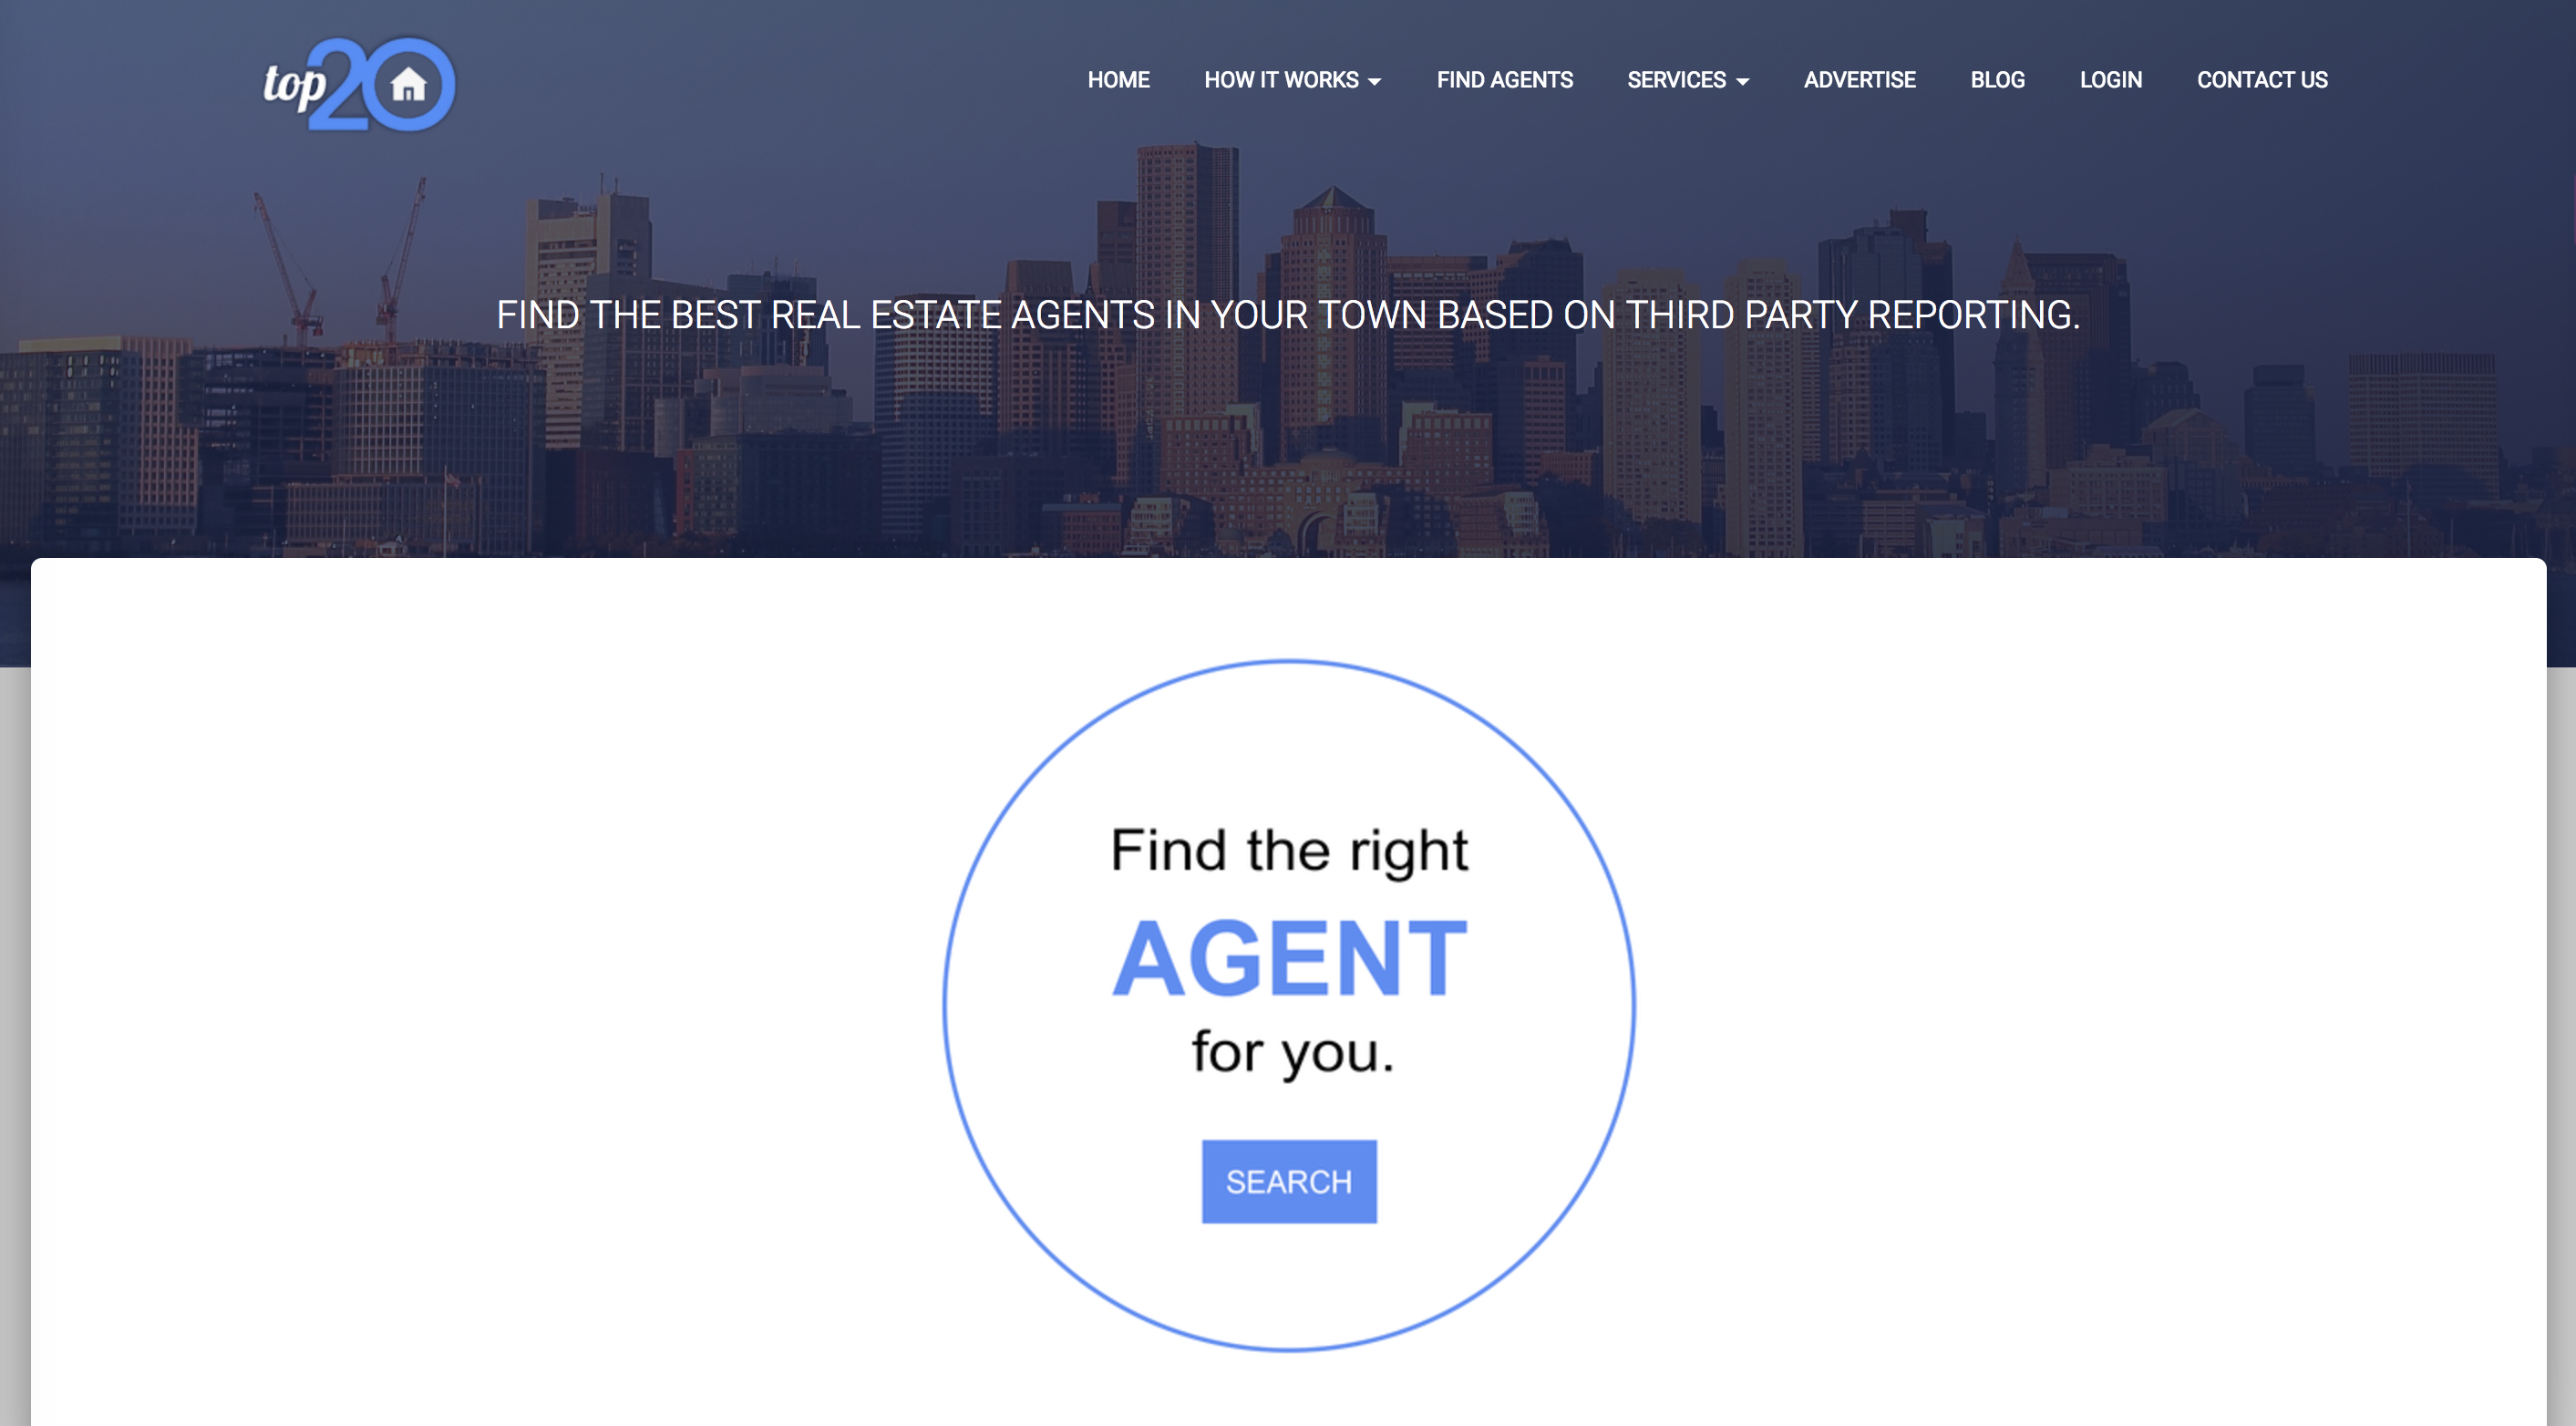 top20
HOME HOW IT WORKS FIND AGENTS SERVICES ADVERTISE BLOG LOGIN CONTACT US
FIND THE BEST REAL ESTATE AGENTS IN YOUR TOWN BASED ON THIRD PARTY REPORTING.
Find the right
AGENT
for you.
SEARCH